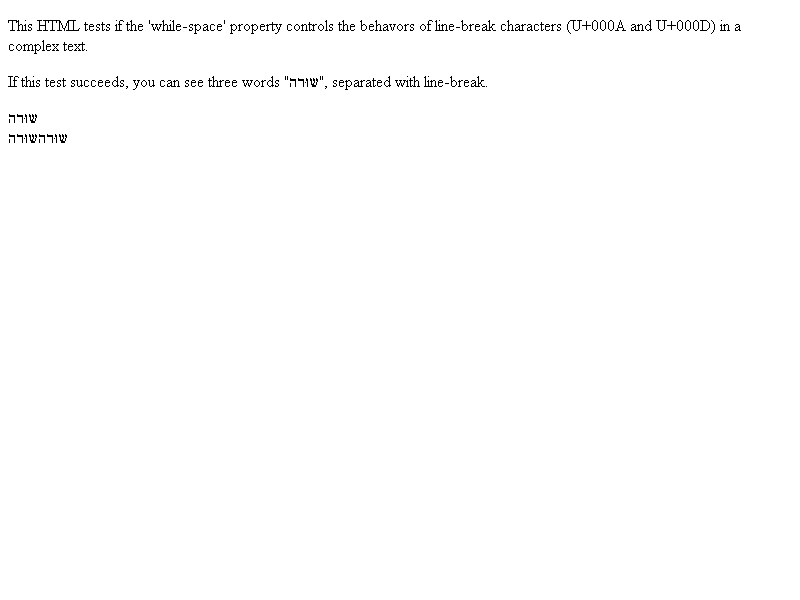 This HTML tests if the 'while-space' property controls the behavors of line-break characters (U+000A and U+000D) in a
complex text.
If this test succeeds, you can see three words "שורה", separated with line-break.
שורה
שורהשורה